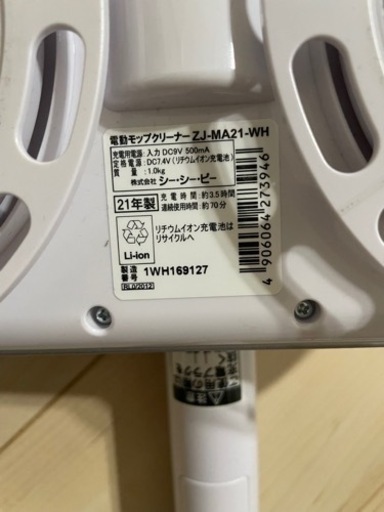 電動モップクリーナー ZJ-MA21-WH
充電用電源：入力 DC9V 500mA
定格電源：DC7.4V（リチウムイオン充電池）
質量：1.0kg
株式会社 シー・シー・ピー
21年製
充電時間：約3.5時間
連続使用時間：約70分
リチウムイオン充電池は
リサイクルへ
Li-ion
製造番号 1WH169127
4 906064 273946